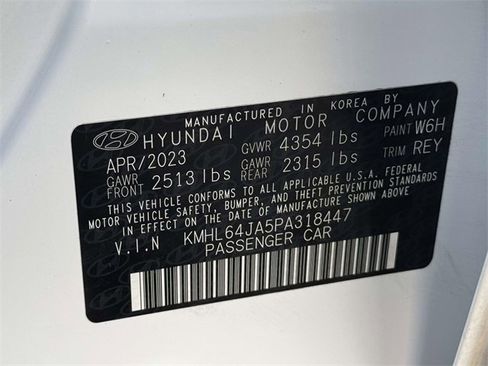 MANUFACTURED IN KOREA BY
HYUNDAI MOTOR COMPANY
APR/2023 GVWR 4354 lbs PAINT W6H
GAWR FRONT 2513 lbs GAWR REAR 2315 lbs TRIM REY
THIS VEHICLE CONFORMS TO ALL APPLICABLE U.S.A. FEDERAL
MOTOR VEHICLE SAFETY, BUMPER, AND THEFT PREVENTION
STANDARDS IN EFFECT ON THE DATE OF MANUFACTURE SHOWN ABOVE.
V.I.N KMHL64JA5PA318447
PASSENGER CAR